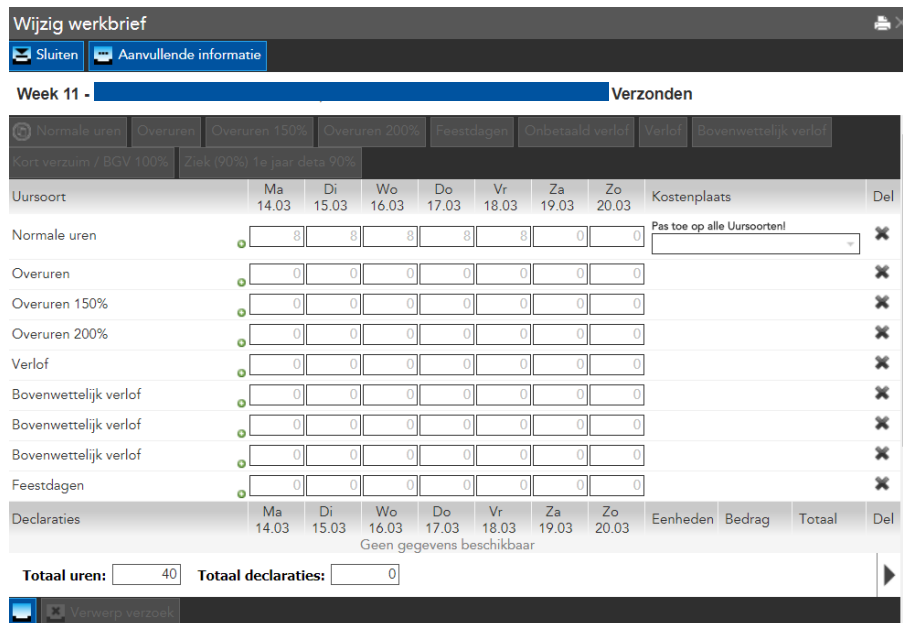 Wijzig werkbrief
Sluiten Aanvullende informatie
Week 11 - Verzonden
Normale uren Overuren Overuren 150% Overuren 200% Feestdagen Onbetaald verlof Verlof Bovenwettelijk verlof
Kort verzuim / BGV 100% Ziek (90%) 1e jaar deta 90%
Uursoort Ma 14.03 Di 15.03 Wo 16.03 Do 17.03 Vr 18.03 Za 19.03 Zo 20.03 Kostenplaats Del
Pas toe op alle Uursoorten!
Normale uren 8 8 8 8 8 0 0
Overuren 0 0 0 0 0 0 0
Overuren 150% 0 0 0 0 0 0 0
Overuren 200% 0 0 0 0 0 0 0
Verlof 0 0 0 0 0 0 0
Bovenwettelijk verlof 0 0 0 0 0 0 0
Bovenwettelijk verlof 0 0 0 0 0 0 0
Bovenwettelijk verlof 0 0 0 0 0 0 0
Feestdagen 0 0 0 0 0 0 0
Declaraties Ma 14.03 Di 15.03 Wo 16.03 Do 17.03 Vr 18.03 Za 19.03 Zo 20.03 Eenheden Bedrag Totaal Del
Geen gegevens beschikbaar
Totaal uren: 40 Totaal declaraties: 0
Verwerp verzoek